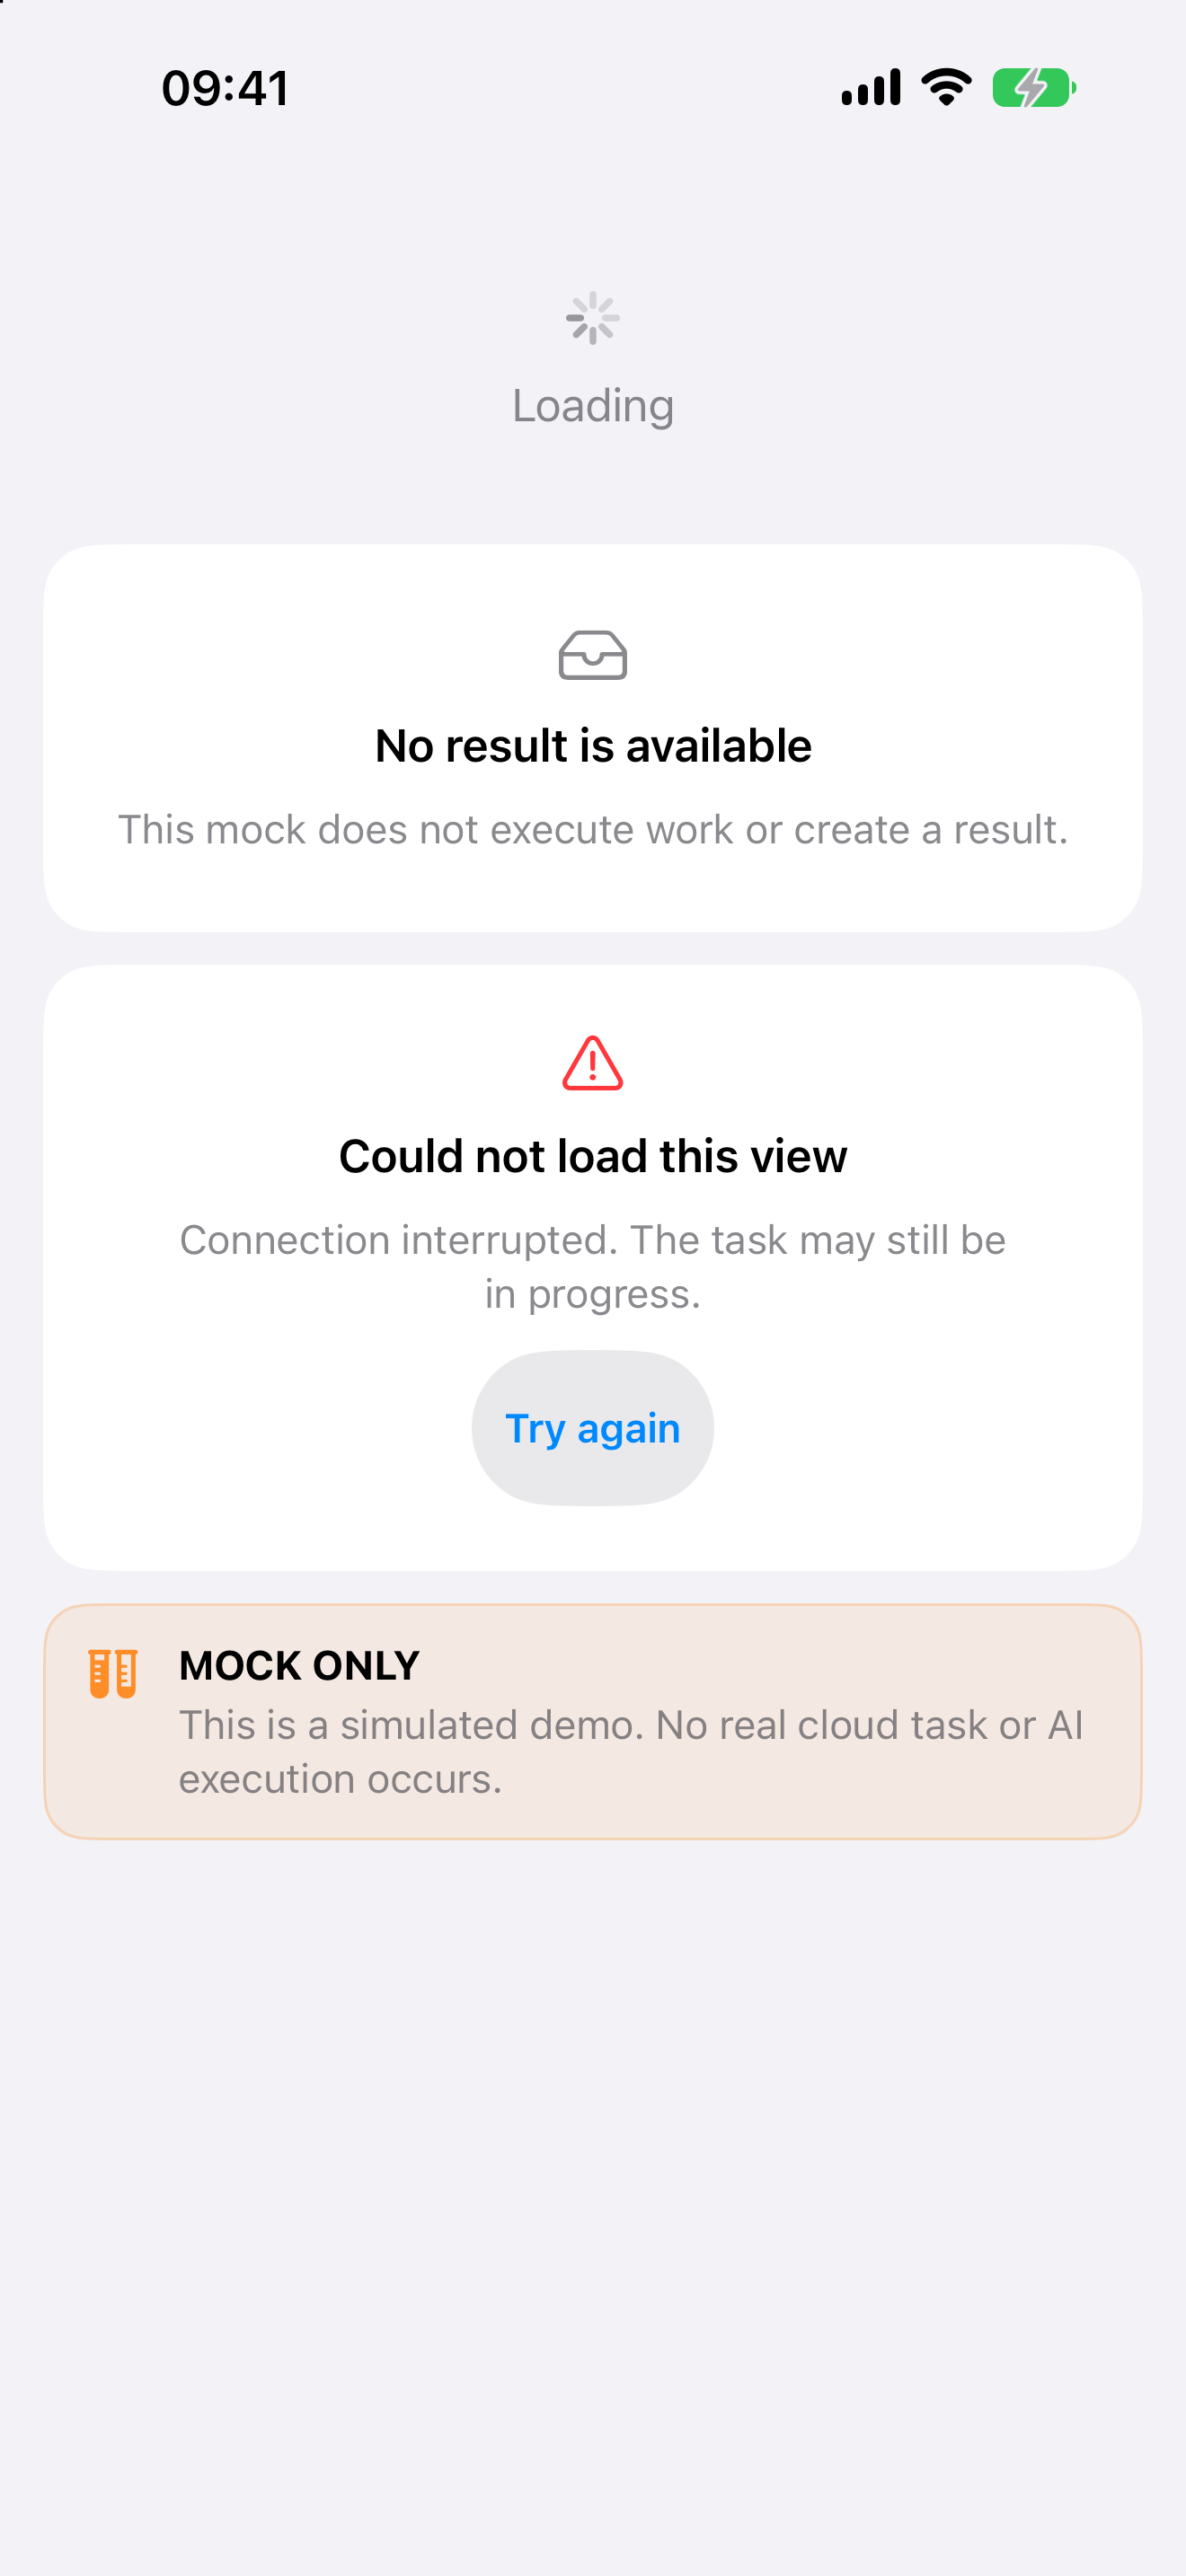 09:41
Loading
No result is available
This mock does not execute work or create a result.
Could not load this view
Connection interrupted. The task may still be
in progress.
Try again
MOCK ONLY
This is a simulated demo. No real cloud task or AI
execution occurs.